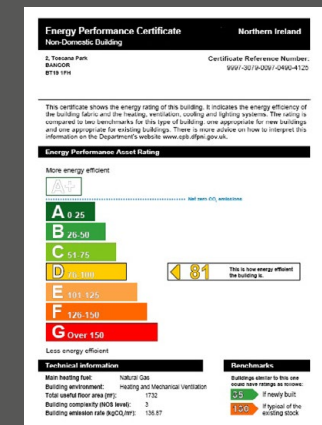 Energy Performance Certificate
Northern Ireland
Non-Domestic Building
2, Toscana Park
BANGOR
BT19 1FH
Certificate Reference Number:
9997-3079-0097-0490-4125
This certificate shows the energy rating of this building. It indicates the energy efficiency of
the building fabric and the heating, ventilation, cooling and lighting systems. The rating is
compared to two benchmarks for this type of building: one appropriate for new buildings
and one appropriate for existing buildings. There is more advice on how to interpret this
information on the Department's website www.epb.dfpni.gov.uk.
Energy Performance Asset Rating
More energy efficient
A+
Net zero CO₂ emissions
A 0-25
B 26-50
C 51-75
D 76-100
81
This is how energy efficient
the building is.
E 101-125
F 126-150
G Over 150
Less energy efficient
Technical information
Main heating fuel: Natural Gas
Building environment: Heating and Mechanical Ventilation
Total useful floor area (m²): 1732
Building complexity (NOS level): 3
Building emission rate (kgCO₂/m²): 136.87
Benchmarks
Buildings similar to this one
could have ratings as follows:
If newly built
If typical of the
existing stock